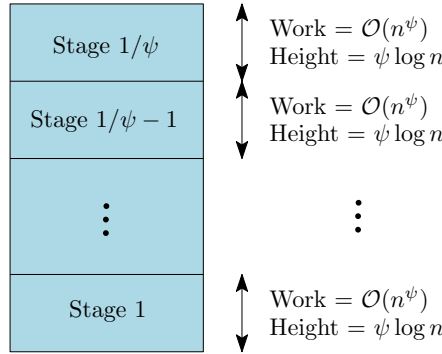 Stage 1/ψ
Work = 𝒪(n^ψ)
Height = ψ log n
Stage 1/ψ − 1
Work = 𝒪(n^ψ)
Height = ψ log n
⋮ ⋮
Stage 1
Work = 𝒪(n^ψ)
Height = ψ log n